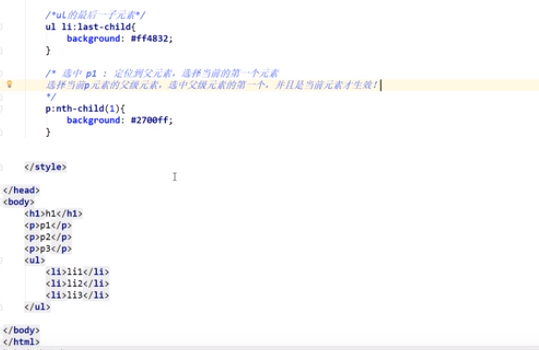 /*ul的最后一子元素*/
ul li:last-child{
background: #ff4832;
}
/* 选中 p1 : 定位到父元素，选择当前的第一个元素
选择当前p元素的父级元素，选中父级元素的第一个，并且是当前元素才生效!
*/
p:nth-child(1){
background: #2700ff;
}
</style>
</head>
<body>
<h1>h1</h1>
<p>p1</p>
<p>p2</p>
<p>p3</p>
<ul>
<li>li1</li>
<li>li2</li>
<li>li3</li>
</ul>
</body>
</html>